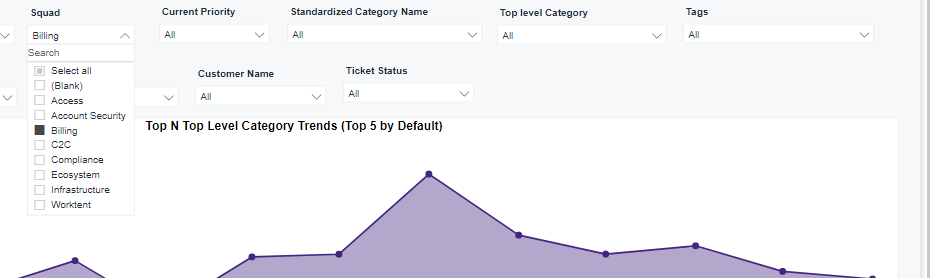 Squad
Current Priority
Standardized Category Name
Top level Category
Tags
Billing
All
All
All
All
Search
Select all
(Blank)
Access
Account Security
Billing
C2C
Compliance
Ecosystem
Infrastructure
Worktent
Customer Name
Ticket Status
All
All
Top N Top Level Category Trends (Top 5 by Default)